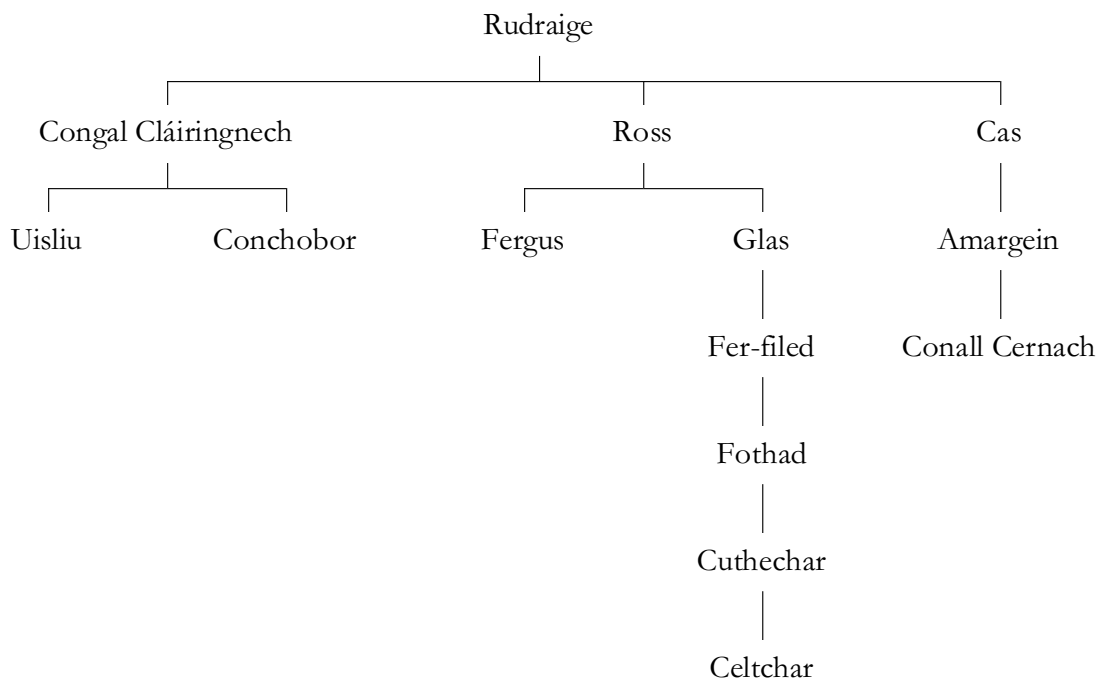 Rudraige
Congal Cláiringnech Ross Cas
Uisliu Conchobor Fergus Glas Amargein
Fer-filed Conall Cernach
Fothad
Cuthechar
Celtchar